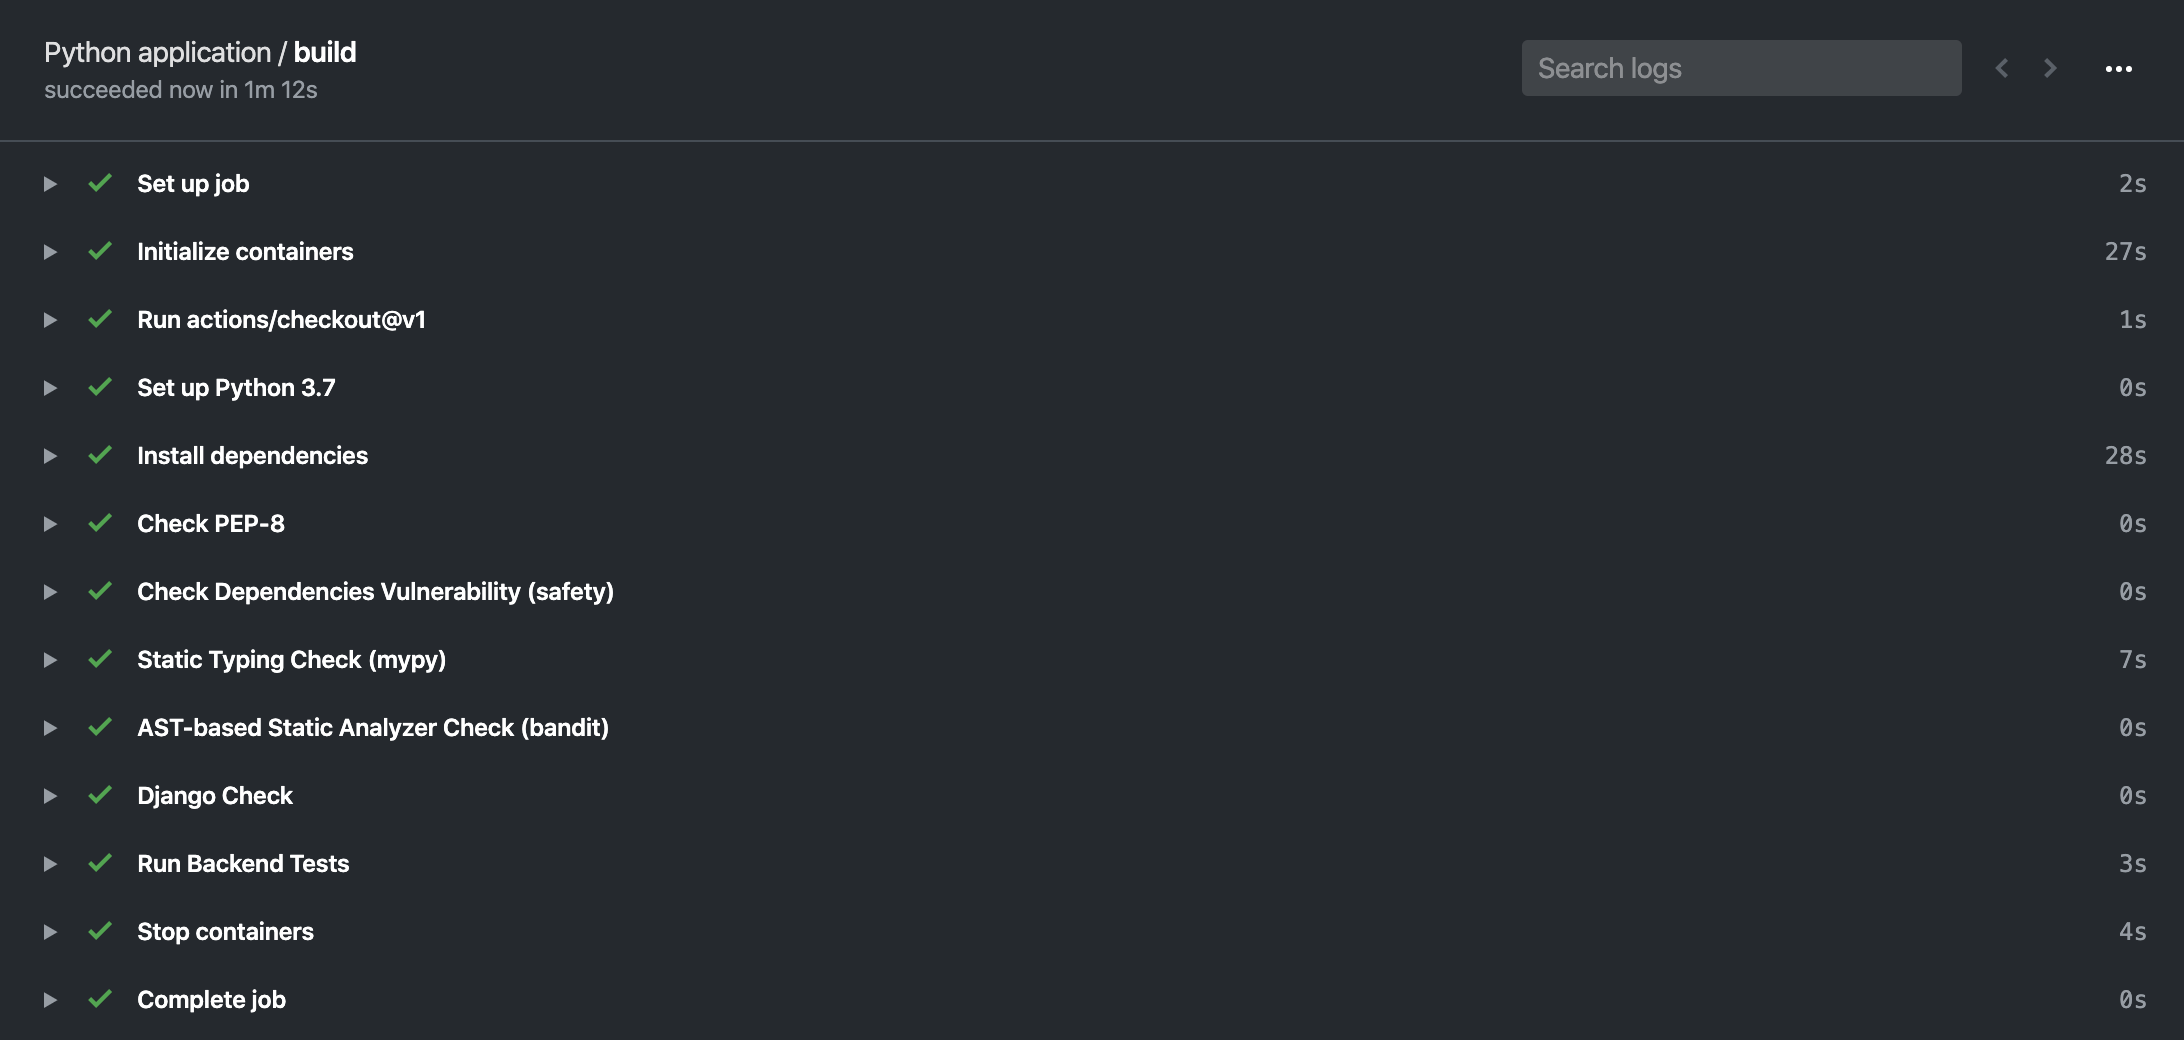 Python application / build
succeeded now in 1m 12s
Search logs
Set up job 2s
Initialize containers 27s
Run actions/checkout@v1 1s
Set up Python 3.7 0s
Install dependencies 28s
Check PEP-8 0s
Check Dependencies Vulnerability (safety) 0s
Static Typing Check (mypy) 7s
AST-based Static Analyzer Check (bandit) 0s
Django Check 0s
Run Backend Tests 3s
Stop containers 4s
Complete job 0s